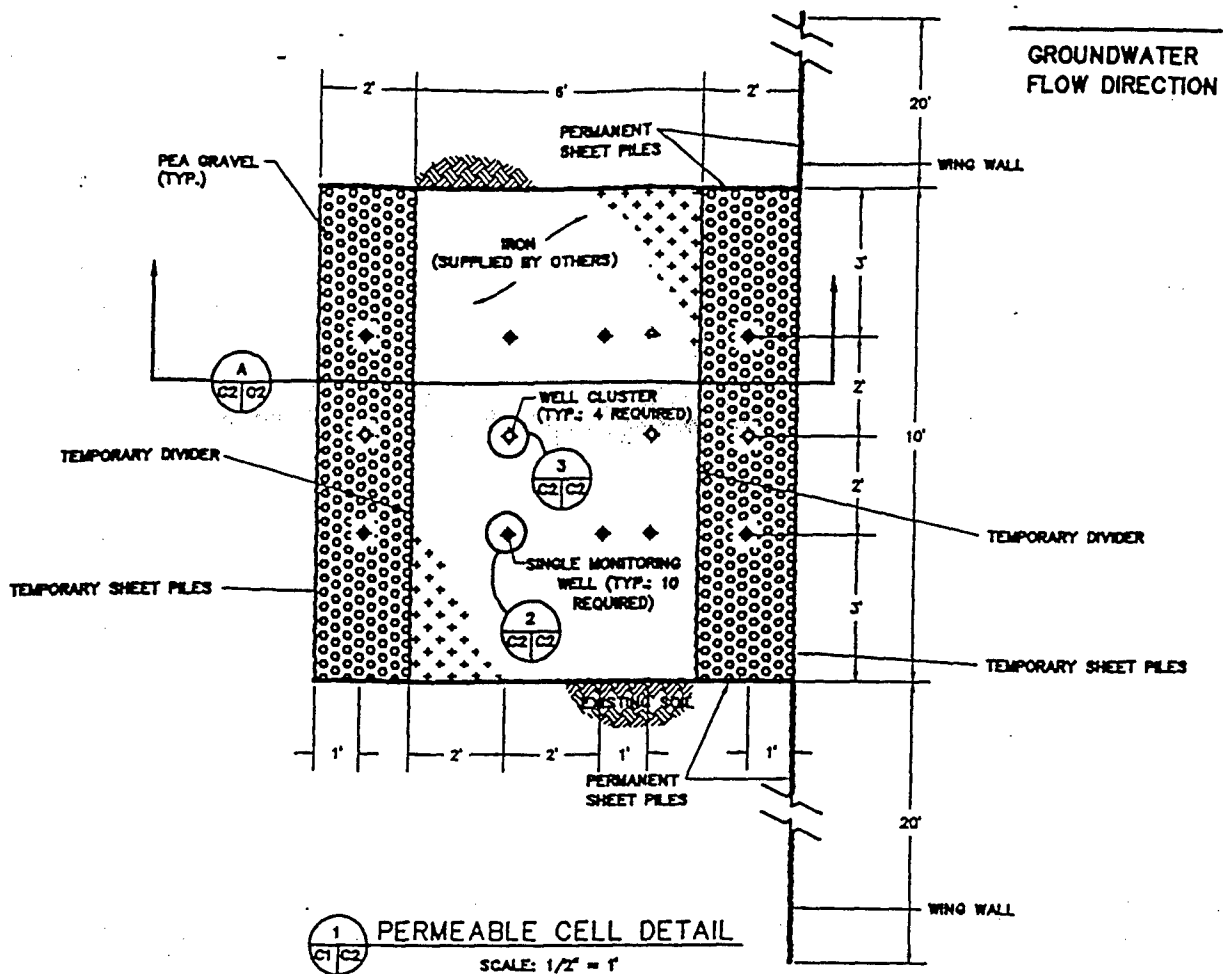 GROUNDWATER
FLOW DIRECTION
20'
2'
6'
2'
PERMANENT
SHEET PILES
WING WALL
PEA GRAVEL
(TYP.)
IRON
(SUPPLIED BY OTHERS)
3'
A
C2 C2
2'
WELL CLUSTER
(TYP.: 4 REQUIRED)
10'
TEMPORARY DIVIDER
3
C2 C2
2'
TEMPORARY DIVIDER
SINGLE MONITORING
WELL (TYP.: 10
REQUIRED)
TEMPORARY SHEET PILES
2
C2 C2
3'
TEMPORARY SHEET PILES
EXISTING SOIL
1'
2'
2'
1'
1'
PERMANENT
SHEET PILES
20'
WING WALL
1
C1 C2
PERMEABLE CELL DETAIL
SCALE: 1/2" = 1'